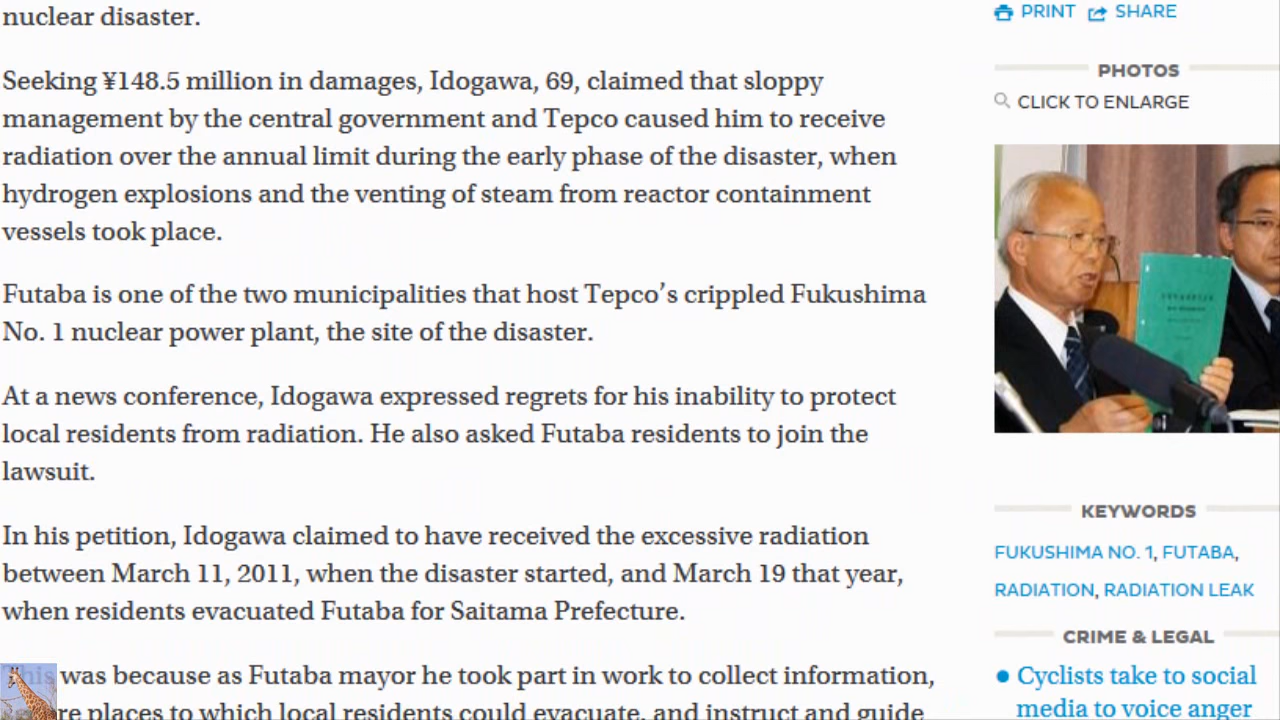 nuclear disaster.
Seeking ¥148.5 million in damages, Idogawa, 69, claimed that sloppy
management by the central government and Tepco caused him to receive
radiation over the annual limit during the early phase of the disaster, when
hydrogen explosions and the venting of steam from reactor containment
vessels took place.
Futaba is one of the two municipalities that host Tepco’s crippled Fukushima
No. 1 nuclear power plant, the site of the disaster.
At a news conference, Idogawa expressed regrets for his inability to protect
local residents from radiation. He also asked Futaba residents to join the
lawsuit.
In his petition, Idogawa claimed to have received the excessive radiation
between March 11, 2011, when the disaster started, and March 19 that year,
when residents evacuated Futaba for Saitama Prefecture.
This was because as Futaba mayor he took part in work to collect information,
places to which local residents could evacuate, and instruct and guide
PRINT SHARE
PHOTOS
CLICK TO ENLARGE
KEYWORDS
FUKUSHIMA NO. 1, FUTABA,
RADIATION, RADIATION LEAK
CRIME & LEGAL
Cyclists take to social
media to voice anger